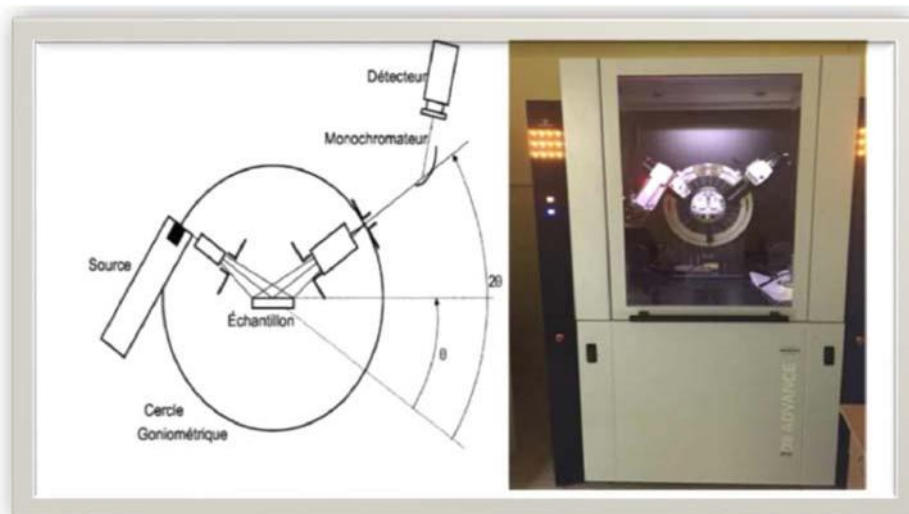 Détecteur
Monochromateur
Source
2θ
Échantillon
θ
Cercle
Goniométrique
D8 ADVANCE